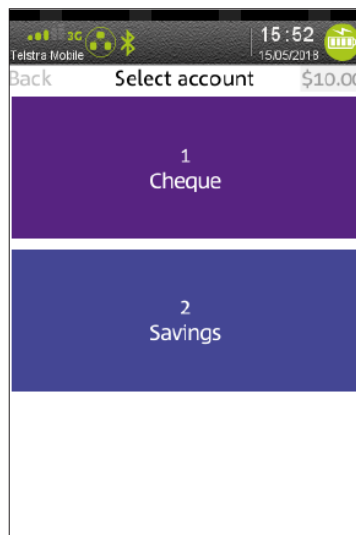 3G
15:52
Telstra Mobile
15/05/2018
Back
Select account
$10.00
1
Cheque
2
Savings